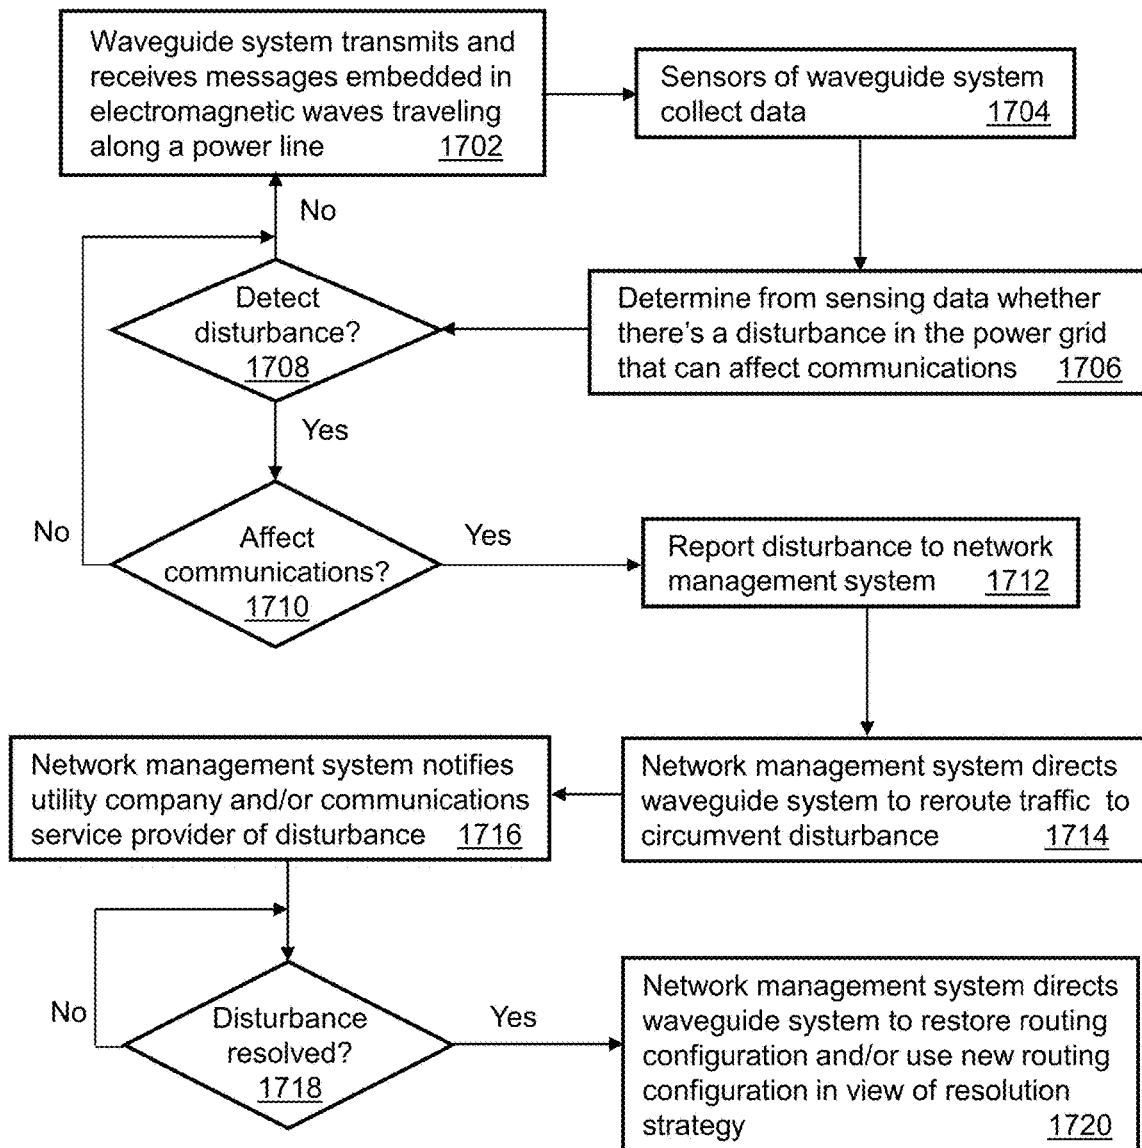 Waveguide system transmits and
receives messages embedded in
electromagnetic waves traveling
along a power line 1702
Sensors of waveguide system
collect data 1704
No
Detect
disturbance?
1708
Determine from sensing data whether
there's a disturbance in the power grid
that can affect communications 1706
Yes
No
Affect
communications?
1710
Yes
Report disturbance to network
management system 1712
Network management system notifies
utility company and/or communications
service provider of disturbance 1716
Network management system directs
waveguide system to reroute traffic to
circumvent disturbance 1714
No
Disturbance
resolved?
1718
Yes
Network management system directs
waveguide system to restore routing
configuration and/or use new routing
configuration in view of resolution
strategy 1720